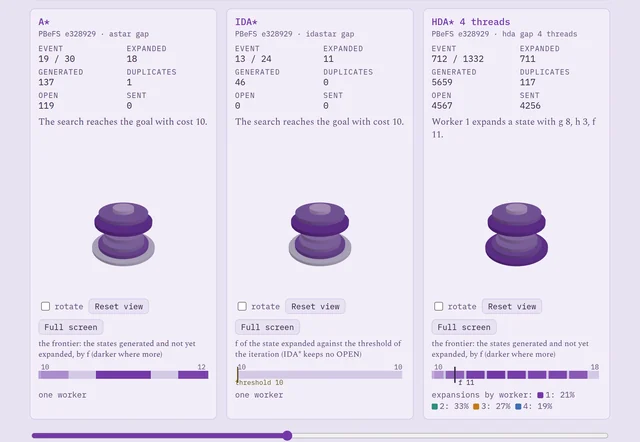 A*
PBeFS e328929 · astar gap
EVENT EXPANDED
19 / 30 18
GENERATED DUPLICATES
137 1
OPEN SENT
119 0
The search reaches the goal with cost 10.
rotate Reset view
Full screen
the frontier: the states generated and not yet
expanded, by f (darker where more)
10 12
one worker
IDA*
PBeFS e328929 · idastar gap
EVENT EXPANDED
13 / 24 11
GENERATED DUPLICATES
46 0
OPEN SENT
0 0
The search reaches the goal with cost 10.
rotate Reset view
Full screen
f of the state expanded against the threshold of
the iteration (IDA* keeps no OPEN)
10 10
threshold 10
one worker
HDA* 4 threads
PBeFS e328929 · hda gap 4 threads
EVENT EXPANDED
712 / 1332 711
GENERATED DUPLICATES
5659 117
OPEN SENT
4567 4256
Worker 1 expands a state with g 8, h 3, f
11.
rotate Reset view
Full screen
the frontier: the states generated and not yet
expanded, by f (darker where more)
10 18
f 11
expansions by worker: 1: 21%
2: 33% 3: 27% 4: 19%